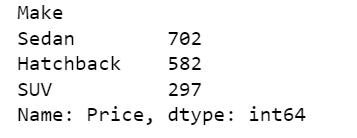 Make
Sedan 702
Hatchback 582
SUV 297
Name: Price, dtype: int64